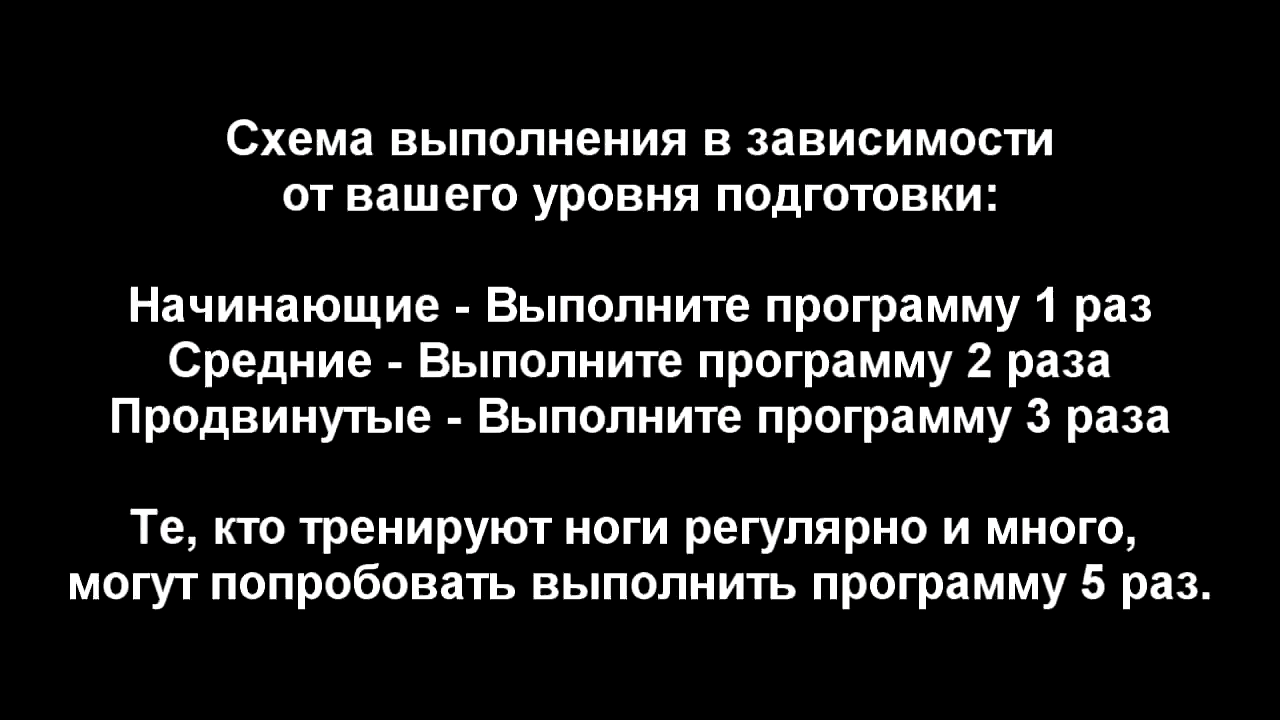 Схема выполнения в зависимости
от вашего уровня подготовки:
Начинающие - Выполните программу 1 раз
Средние - Выполните программу 2 раза
Продвинутые - Выполните программу 3 раза
Те, кто тренируют ноги регулярно и много,
могут попробовать выполнить программу 5 раз.